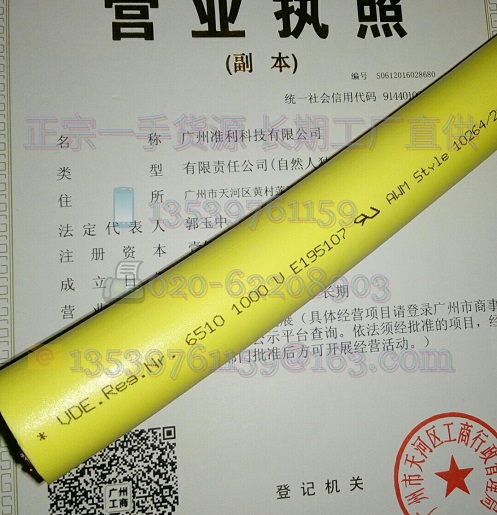 营业执照
(副 本)
编号 S0612016028680
统一社会信用代码 9144010
正宗一手货源 长期工厂直供
名 称 广州准利科技有限公司
类 型 有限责任公司(自然人独
住 所 广州市天河区黄村
13539761159
法定代表人 郭玉中
注册资本
成立日
020-62208303
营业 长期
(具体经营项目请登录广州市商事
示平台查询。依法须经批准的项目,经
门批准后方可开展经营活动。)
13539761159@163.com
* VDE.Reg.Nr. 6510 1000 V E195107 AWM Style 10264/2
广州
工商
登记机关
广州市天河区工商行政管理局